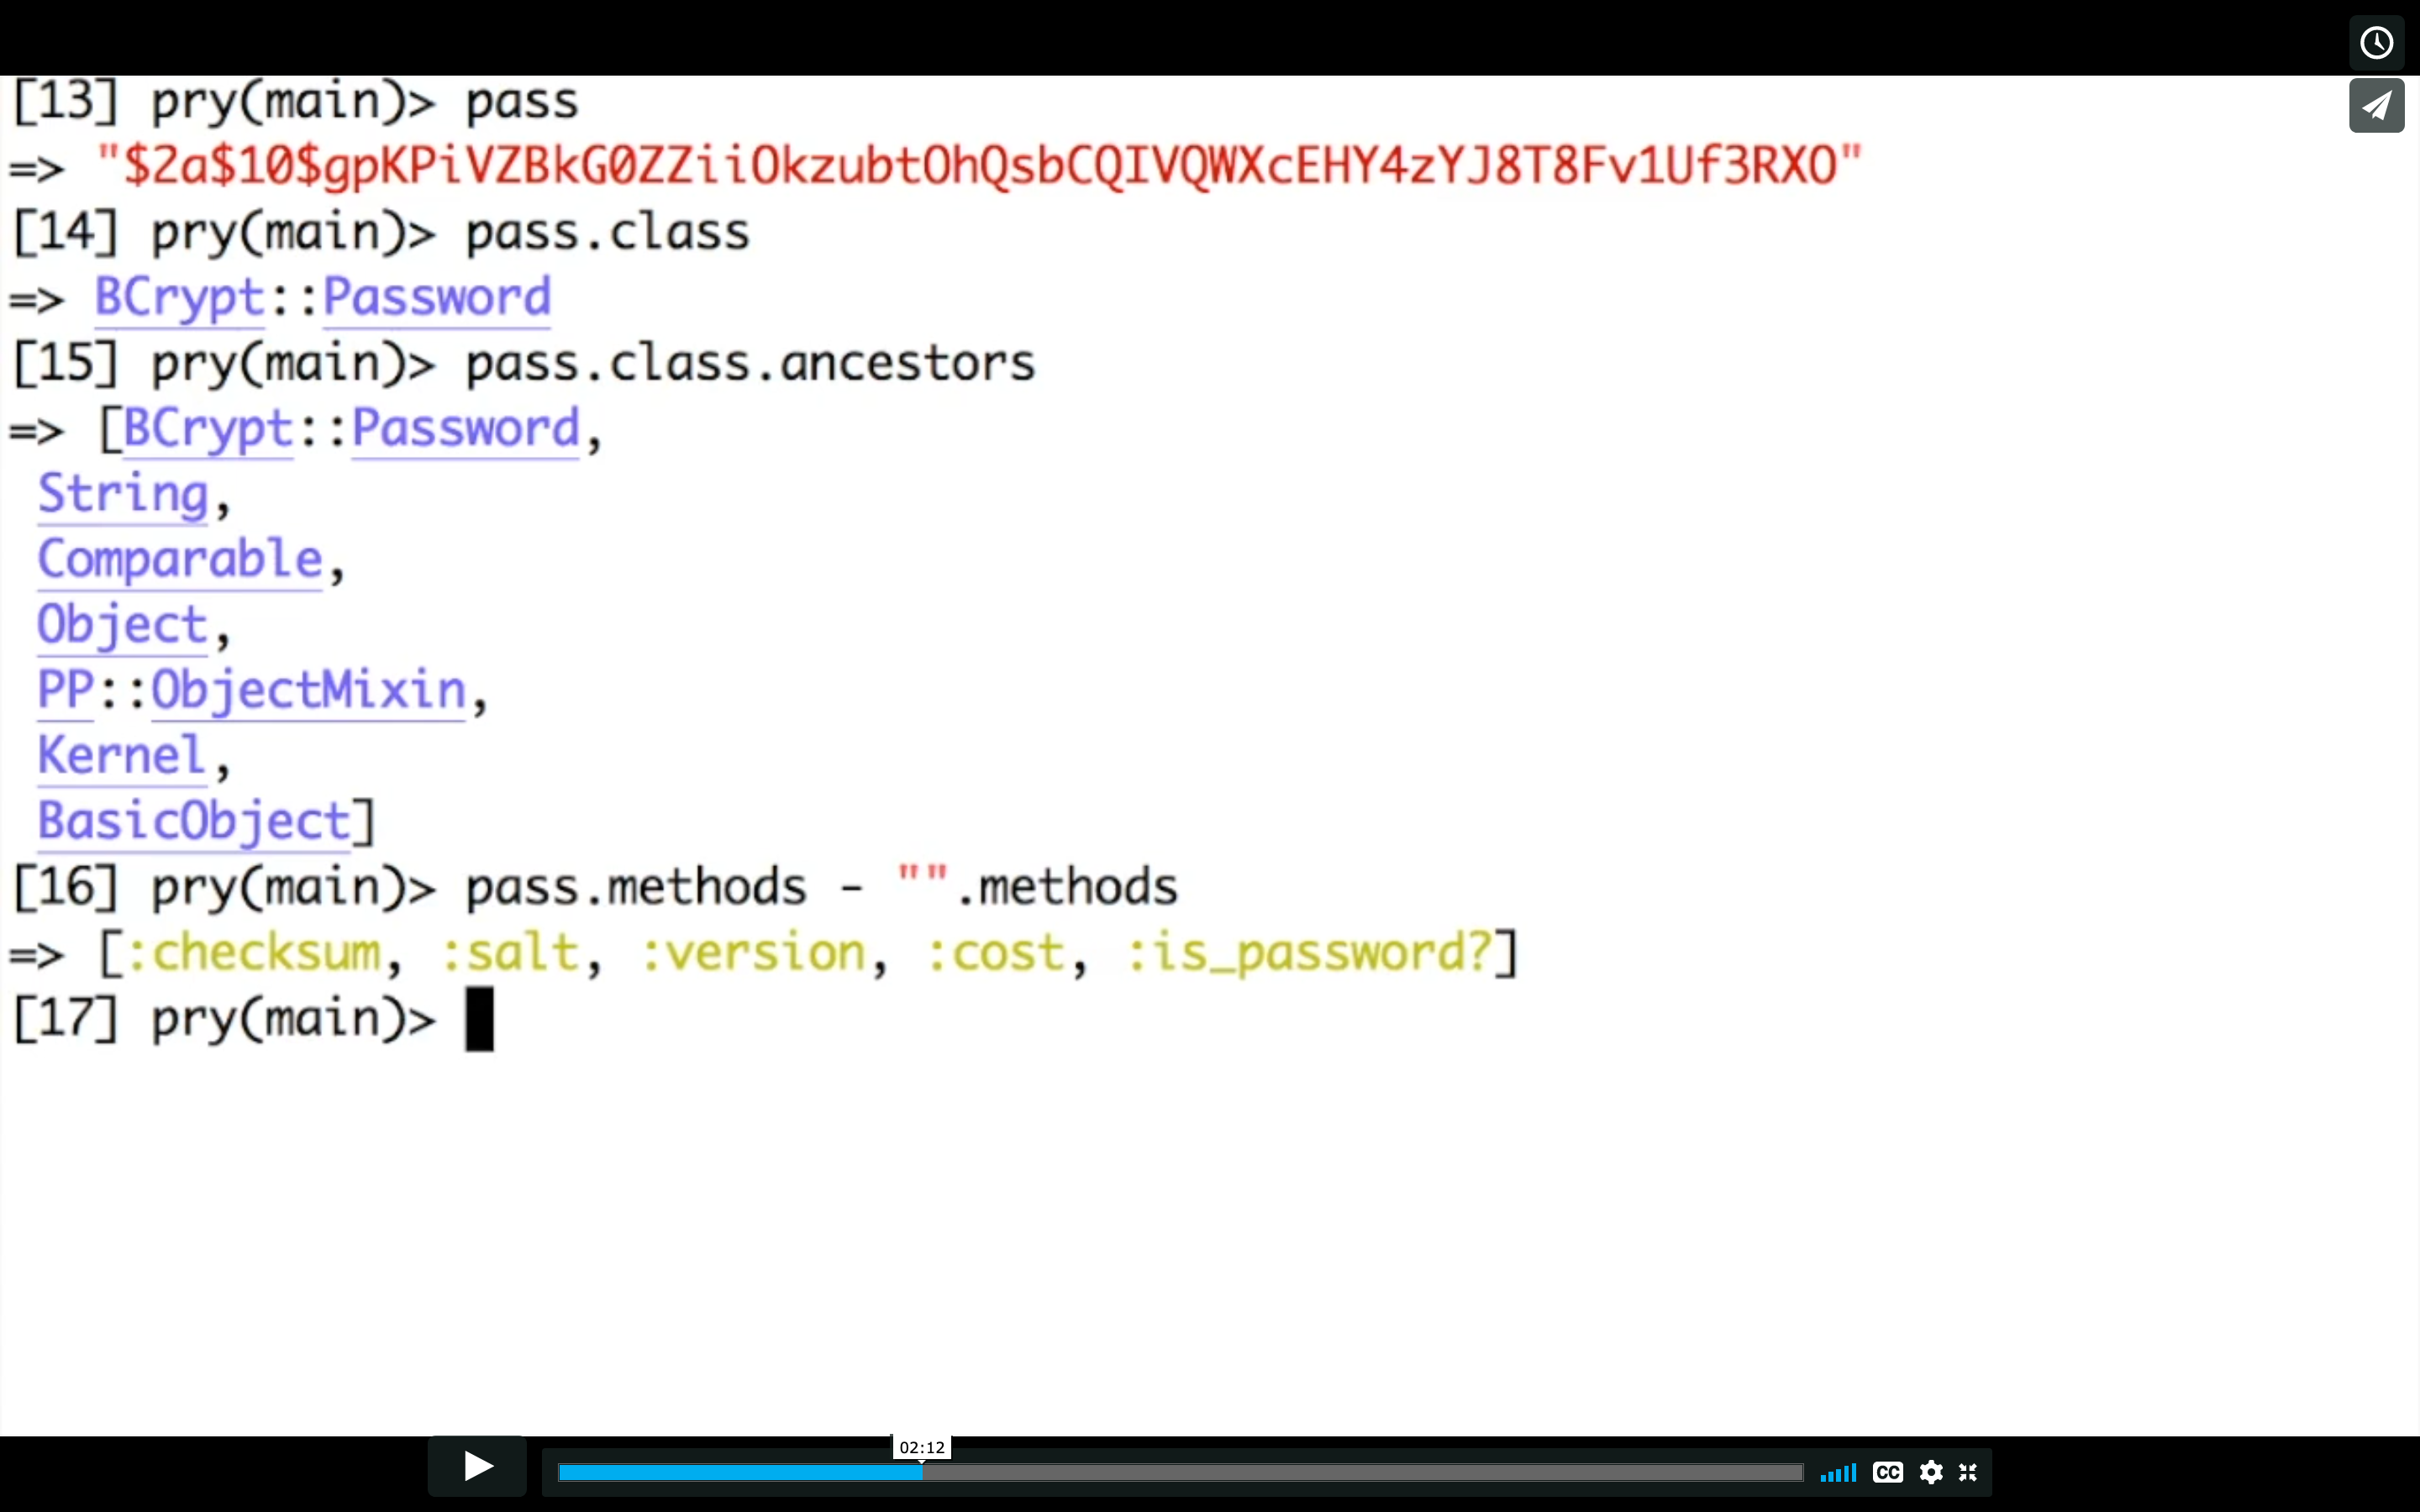 [13] pry(main)> pass
=> "$2a$10$gpKPiVZBkG0ZZiiOkzubtOhQsbCQIVQWXcEHY4zYJ8T8Fv1Uf3RXO"
[14] pry(main)> pass.class
=> BCrypt::Password
[15] pry(main)> pass.class.ancestors
=> [BCrypt::Password,
String,
Comparable,
Object,
PP::ObjectMixin,
Kernel,
BasicObject]
[16] pry(main)> pass.methods - "".methods
=> [:checksum, :salt, :version, :cost, :is_password?]
[17] pry(main)>
02:12
CC